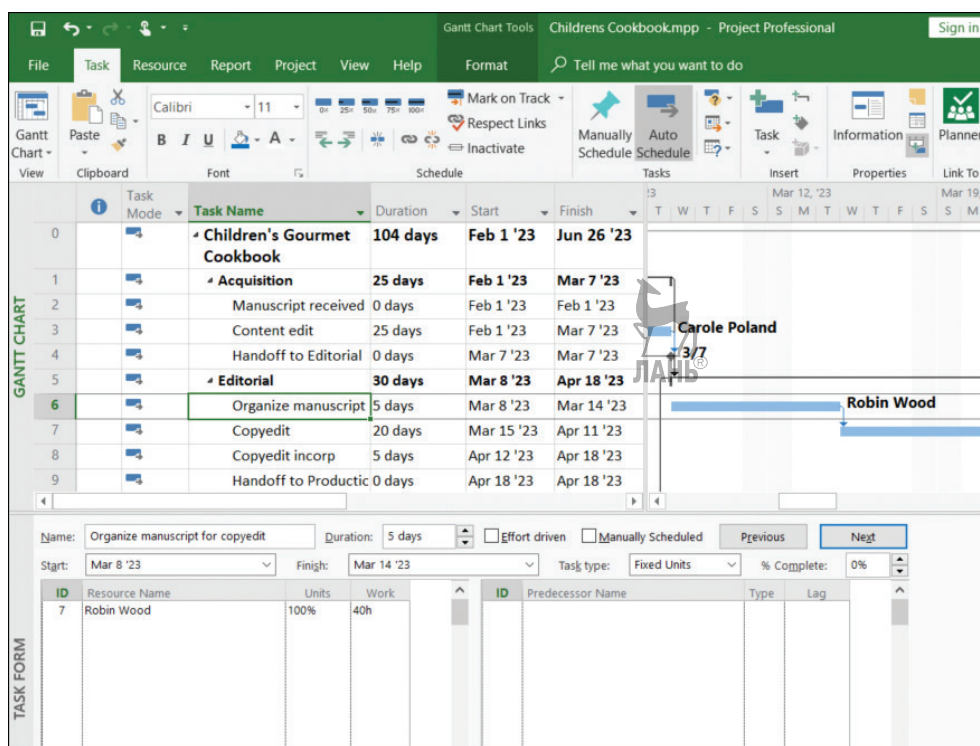 Gantt Chart Tools Childrens Cookbook.mpp - Project Professional Sign in
File Task Resource Report Project View Help Format Tell me what you want to do
Calibri 11 0x 25x 50x 75x 100x Mark on Track
Respect Links
Inactivate
B I U A
Gantt Chart Paste Manually Schedule Auto Schedule Task Information Planner
View Clipboard Font Schedule Tasks Insert Properties Link To
Task Mode Task Name Duration Start Finish
'23 Mar 12, '23 Mar 19,
T W T F S S M T W T F S S M
0 Children's Gourmet Cookbook 104 days Feb 1 '23 Jun 26 '23
1 Acquisition 25 days Feb 1 '23 Mar 7 '23
2 Manuscript received 0 days Feb 1 '23 Feb 1 '23
3 Content edit 25 days Feb 1 '23 Mar 7 '23 Carole Poland
4 Handoff to Editorial 0 days Mar 7 '23 Mar 7 '23 3/7
ЛАНЬ®
5 Editorial 30 days Mar 8 '23 Apr 18 '23
6 Organize manuscript 5 days Mar 8 '23 Mar 14 '23 Robin Wood
7 Copyedit 20 days Mar 15 '23 Apr 11 '23
8 Copyedit incorp 5 days Apr 12 '23 Apr 18 '23
9 Handoff to Productic 0 days Apr 18 '23 Apr 18 '23
GANTT CHART
Name: Organize manuscript for copyedit Duration: 5 days Effort driven Manually Scheduled Previous Next
Start: Mar 8 '23 Finish: Mar 14 '23 Task type: Fixed Units % Complete: 0%
ID Resource Name Units Work ID Predecessor Name Type Lag
7 Robin Wood 100% 40h
TASK FORM